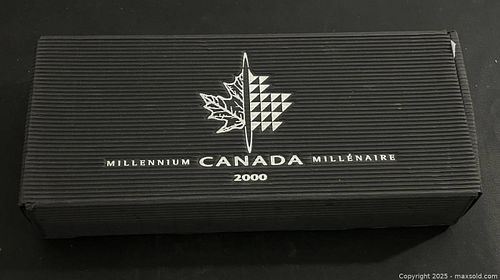 MILLENNIUM CANADA MILLÉNAIRE
2000
Copyright © 2025 - maxsold.com